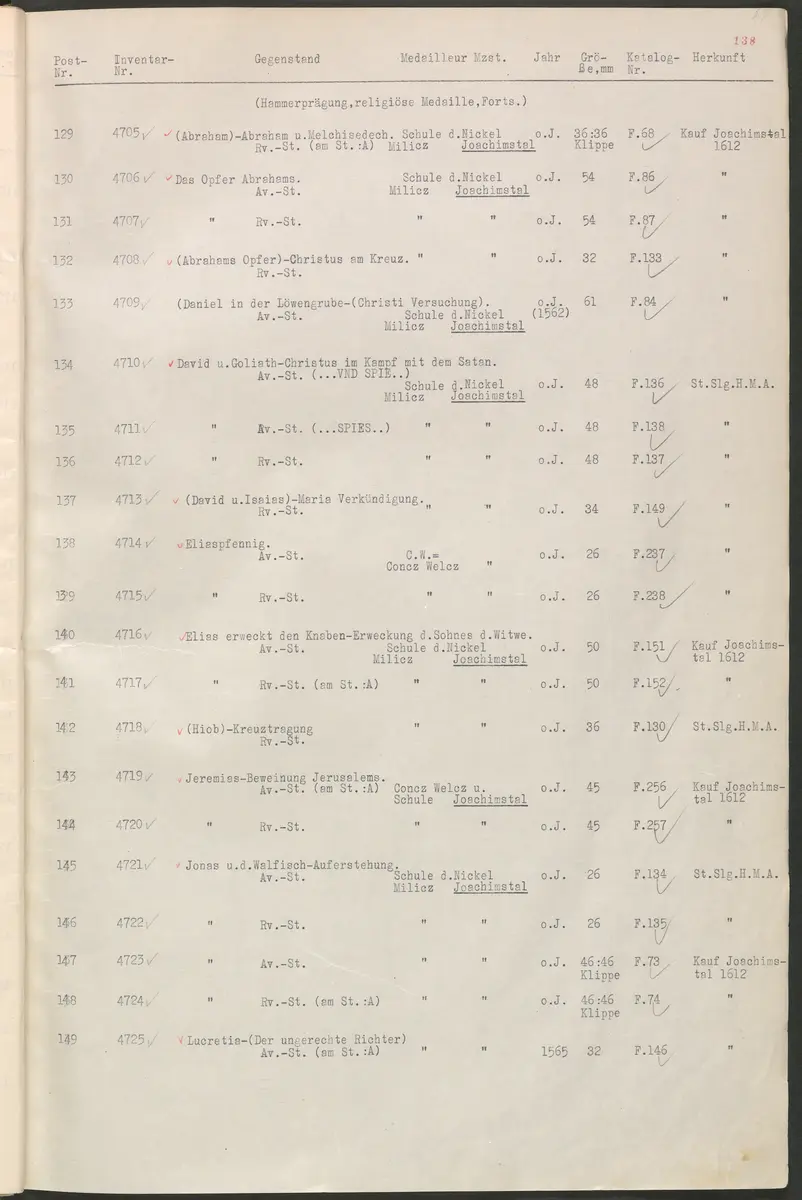 138
Post-Nr. Inventar-Nr. Gegenstand Medailleur Mzst. Jahr Grö-ße,mm Katalog-Nr. Herkunft
(Hammerprägung,religiöse Medaille,Forts.)
129 4705 (Abraham)-Abraham u.Melchisedech. Schule d.Nickel o.J. 36:36 F.68 Kauf Joachimstal
Rv.-St. (am St.:A) Milicz Joachimstal Klippe 1612
130 4706 Das Opfer Abrahams. Schule d.Nickel o.J. 54 F.86 "
Av.-St. Milicz Joachimstal
131 4707 " Rv.-St. " " o.J. 54 F.87 "
132 4708 (Abrahams Opfer)-Christus am Kreuz. " " o.J. 32 F.133 "
Rv.-St.
133 4709 (Daniel in der Löwengrube-(Christi Versuchung). o.J. 61 F.84 "
Av.-St. Schule d.Nickel (1562)
Milicz Joachimstal
134 4710 David u.Goliath-Christus im Kampf mit dem Satan.
Av.-St. (...VND SPIE..)
Schule d.Nickel o.J. 48 F.136 St.Slg.H.M.A.
Milicz Joachimstal
135 4711 " Av.-St. (...SPIES..) " " o.J. 48 F.138 "
136 4712 " Rv.-St. " " o.J. 48 F.137 "
137 4713 (David u.Isaias)-Maria Verkündigung.
Rv.-St. " " o.J. 34 F.149 "
138 4714 Eliaspfennig.
Av.-St. C.W.= o.J. 26 F.237 "
Concz Welcz "
139 4715 " Rv.-St. " " o.J. 26 F.238 "
140 4716 Elias erweckt den Knaben-Erweckung d.Sohnes d.Witwe.
Av.-St. Schule d.Nickel o.J. 50 F.151 Kauf Joachims-
Milicz Joachimstal tal 1612
141 4717 " Rv.-St. (am St.:A) " " o.J. 50 F.152 "
142 4718 (Hiob)-Kreuztragung " " o.J. 36 F.130 St.Slg.H.M.A.
Rv.-St.
143 4719 Jeremias-Beweinung Jerusalems.
Av.-St. (am St.:A) Concz Welcz u. o.J. 45 F.256 Kauf Joachims-
Schule Joachimstal tal 1612
144 4720 " Rv.-St. " " o.J. 45 F.257 "
145 4721 Jonas u.d.Walfisch-Auferstehung.
Av.-St. Schule d.Nickel o.J. 26 F.134 St.Slg.H.M.A.
Milicz Joachimstal
146 4722 " Rv.-St. " " o.J. 26 F.135 "
147 4723 " Av.-St. " " o.J. 46:46 F.73 Kauf Joachims-
Klippe tal 1612
148 4724 " Rv.-St. (am St.:A) " " o.J. 46:46 F.74 "
Klippe
149 4725 Lucretia-(Der ungerechte Richter)
Av.-St. (am St.:A) " " 1565 32 F.146 "